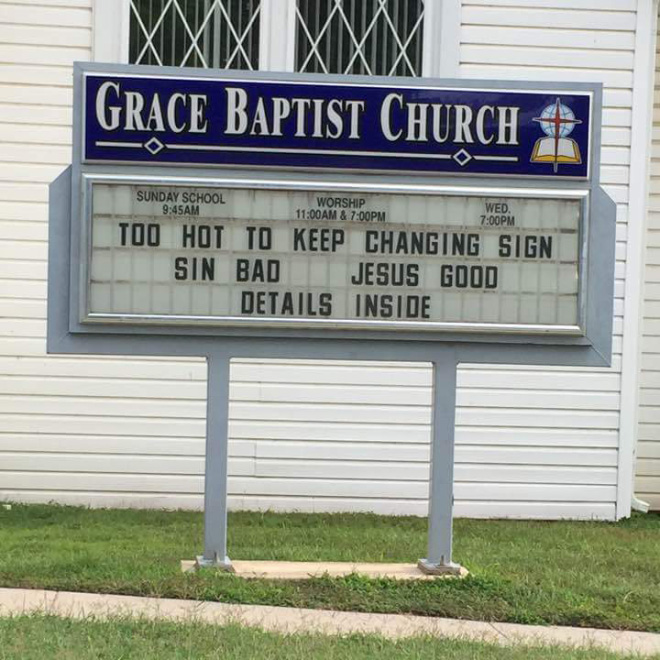 GRACE BAPTIST CHURCH
SUNDAY SCHOOL
9:45AM
WORSHIP
11:00AM & 7:00PM
WED.
7:00PM
TOO HOT TO KEEP CHANGING SIGN
SIN BAD JESUS GOOD
DETAILS INSIDE